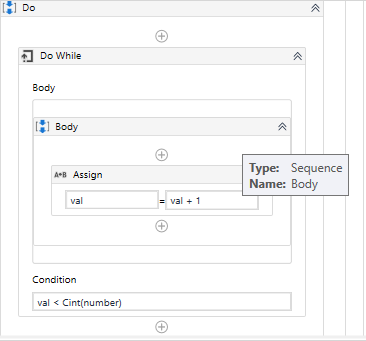 Do
Do While
Body
Body
Type: Sequence
Name: Body
A*B Assign
val = val + 1
Condition
val < Cint(number)